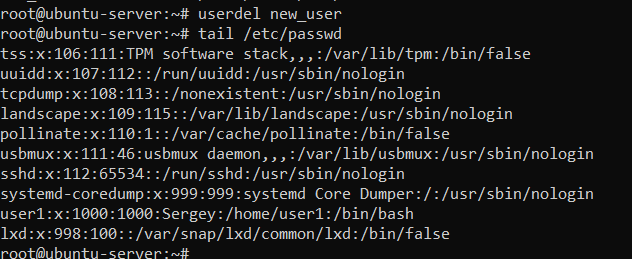 root@ubuntu-server:~# userdel new_user
root@ubuntu-server:~# tail /etc/passwd
tss:x:106:111:TPM software stack,,,:/var/lib/tpm:/bin/false
uuidd:x:107:112::/run/uuidd:/usr/sbin/nologin
tcpdump:x:108:113::/nonexistent:/usr/sbin/nologin
landscape:x:109:115::/var/lib/landscape:/usr/sbin/nologin
pollinate:x:110:1::/var/cache/pollinate:/bin/false
usbmux:x:111:46:usbmux daemon,,,:/var/lib/usbmux:/usr/sbin/nologin
sshd:x:112:65534::/run/sshd:/usr/sbin/nologin
systemd-coredump:x:999:999:systemd Core Dumper:/:/usr/sbin/nologin
user1:x:1000:1000:Sergey:/home/user1:/bin/bash
lxd:x:998:100::/var/snap/lxd/common/lxd:/bin/false
root@ubuntu-server:~#